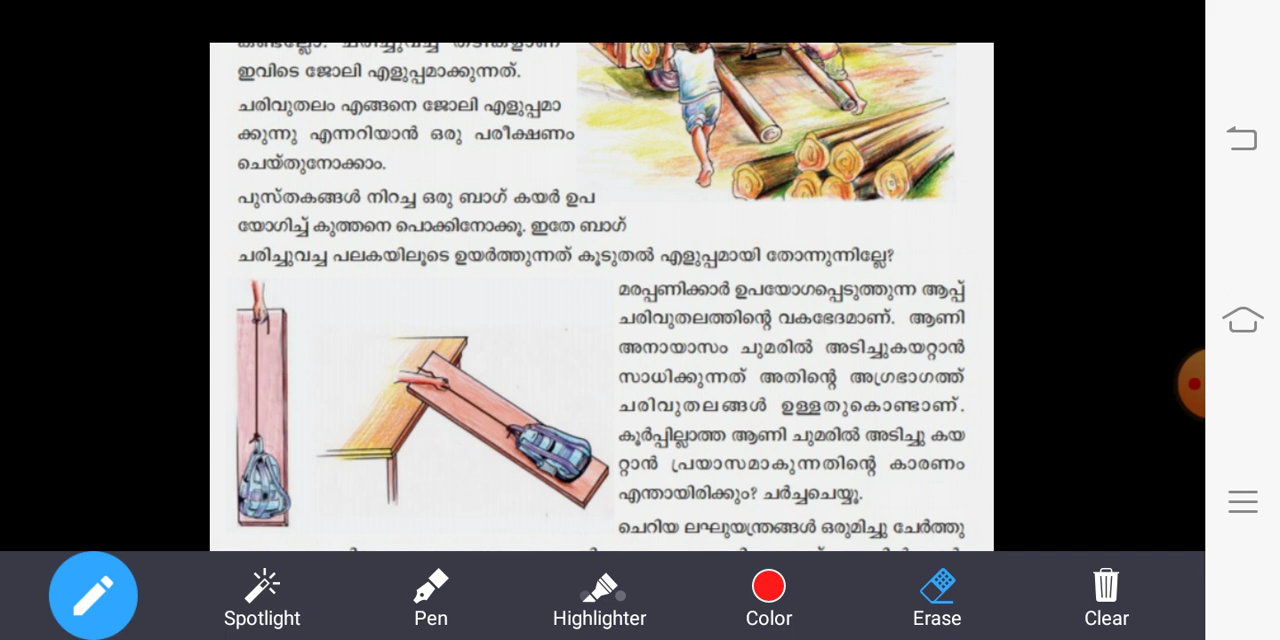 ഇവിടെ ജോലി എളുപ്പമാക്കുന്നത്.
ചരിവുതലം എങ്ങനെ ജോലി എളുപ്പമാ
ക്കുന്നു എന്നറിയാൻ ഒരു പരീക്ഷണം
ചെയ്തുനോക്കാം.
പുസ്തകങ്ങൾ നിറച്ച ഒരു ബാഗ് കയർ ഉപ
യോഗിച്ച് കുത്തനെ പൊക്കിനോക്കൂ. ഇതേ ബാഗ്
ചരിച്ചുവച്ച പലകയിലൂടെ ഉയർത്തുന്നത് കൂടുതൽ എളുപ്പമായി തോന്നുന്നില്ലേ?
മരപ്പണിക്കാർ ഉപയോഗപ്പെടുത്തുന്ന ആപ്പ്
ചരിവുതലത്തിന്റെ വകഭേദമാണ്. ആണി
അനായാസം ചുമരിൽ അടിച്ചുകയറ്റാൻ
സാധിക്കുന്നത് അതിന്റെ അഗ്രഭാഗത്ത്
ചരിവുതലങ്ങൾ ഉള്ളതുകൊണ്ടാണ്.
കൂർപ്പില്ലാത്ത ആണി ചുമരിൽ അടിച്ചു കയ
റ്റാൻ പ്രയാസമാകുന്നതിന്റെ കാരണം
എന്തായിരിക്കും? ചർച്ചചെയ്യൂ.
ചെറിയ ലഘുയന്ത്രങ്ങൾ ഒരുമിച്ചു ചേർത്തു
Spotlight
Pen
Highlighter
Color
Erase
Clear